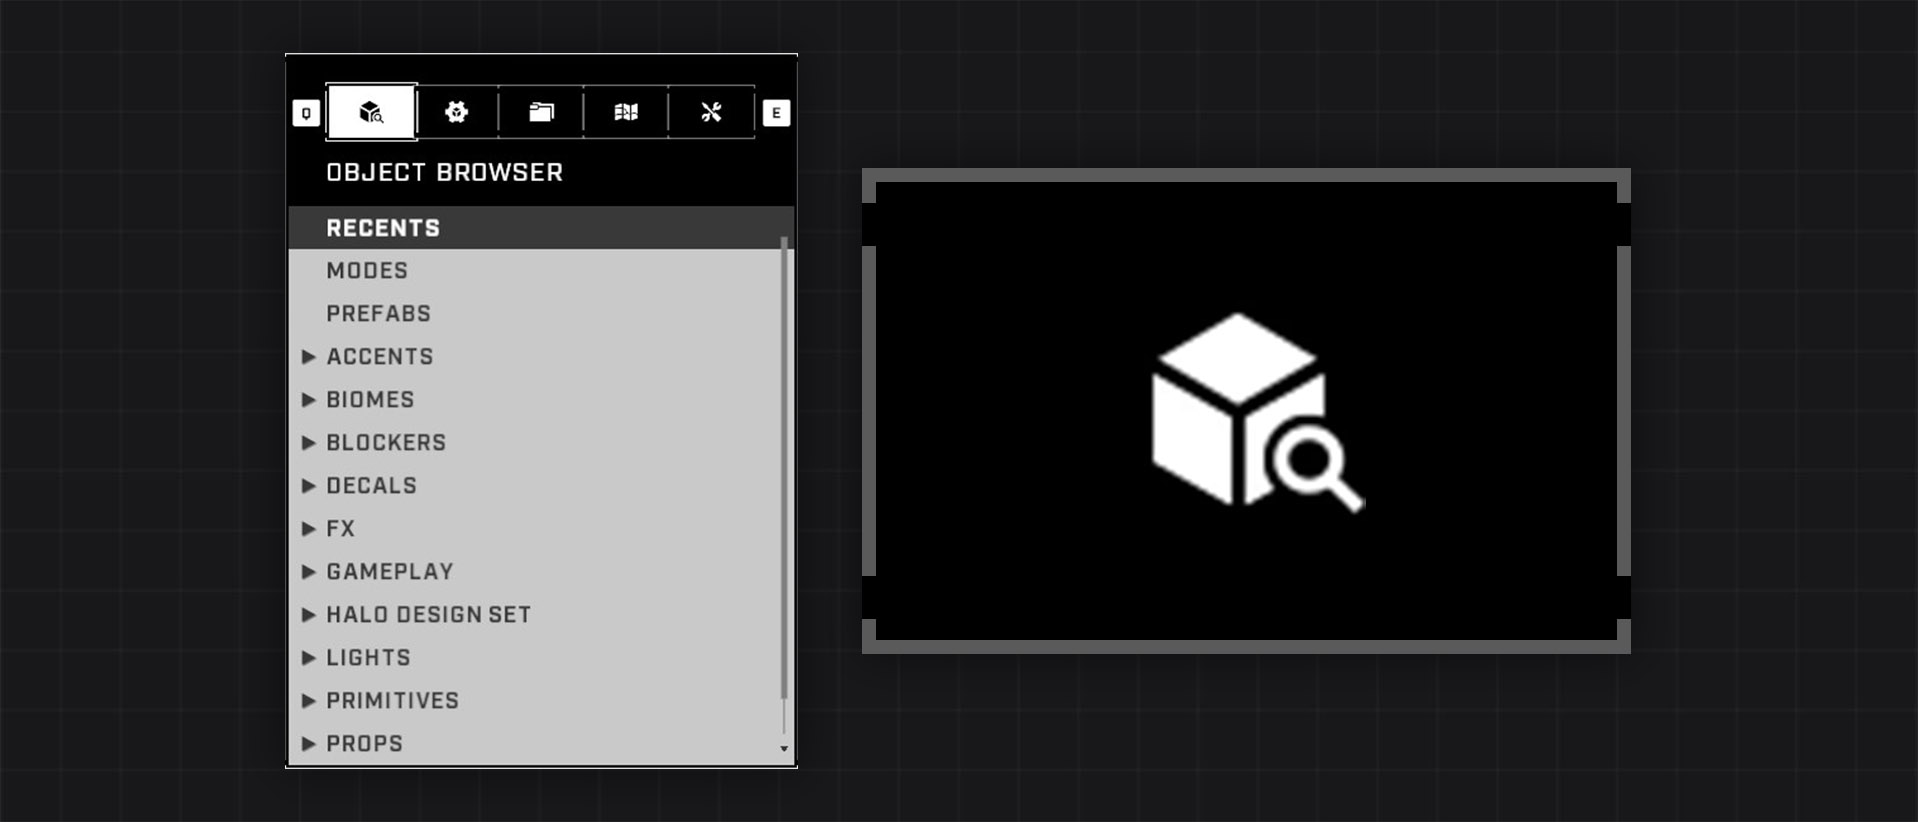 Q
E
OBJECT BROWSER
RECENTS
MODES
PREFABS
ACCENTS
BIOMES
BLOCKERS
DECALS
FX
GAMEPLAY
HALO DESIGN SET
LIGHTS
PRIMITIVES
PROPS